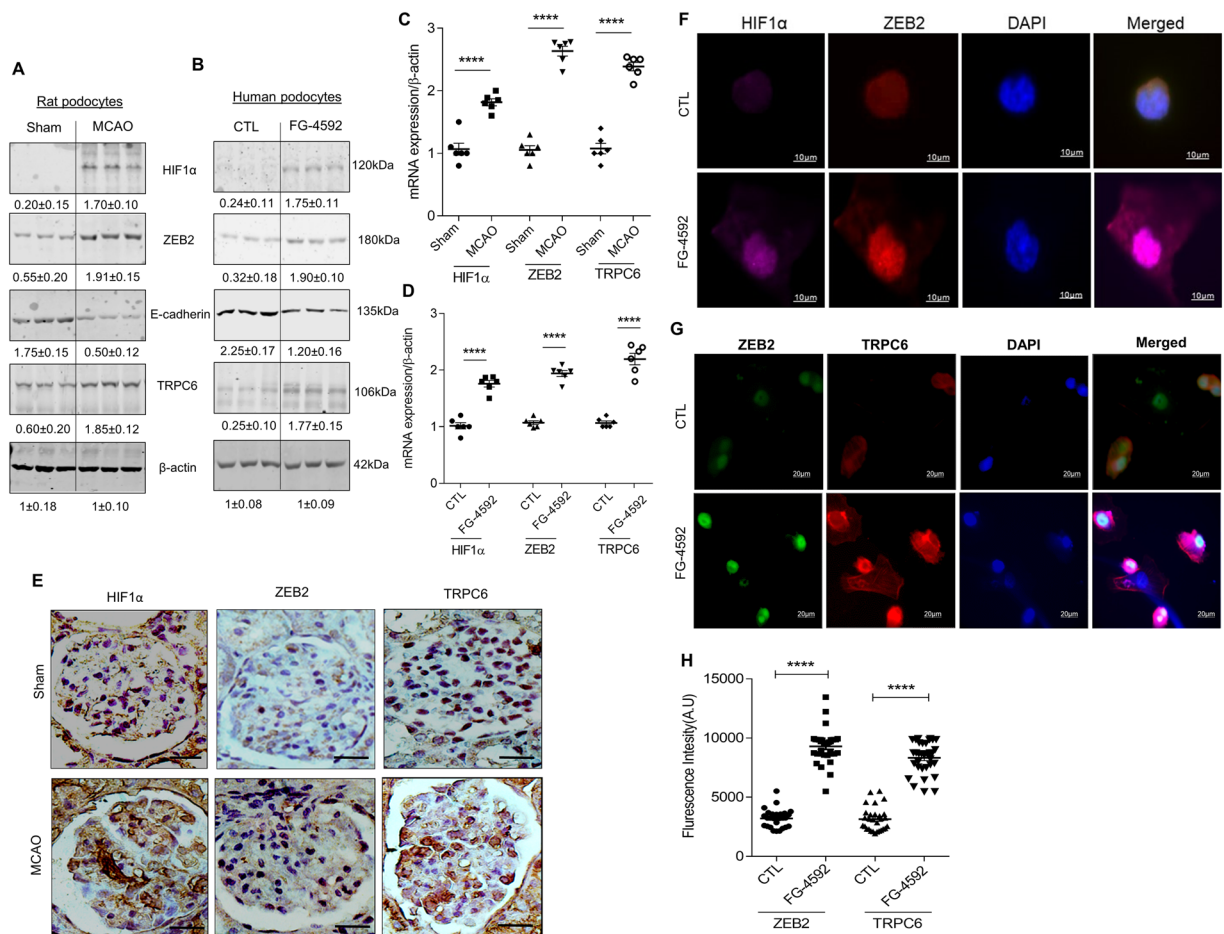 A
Rat podocytes
Sham MCAO
HIF1α
0.20±0.15 1.70±0.10
ZEB2
0.55±0.20 1.91±0.15
E-cadherin
1.75±0.15 0.50±0.12
TRPC6
0.60±0.20 1.85±0.12
β-actin
1±0.18 1±0.10
B
Human podocytes
CTL FG-4592
120kDa
0.24±0.11 1.75±0.11
180kDa
0.32±0.18 1.90±0.10
135kDa
2.25±0.17 1.20±0.16
106kDa
0.25±0.10 1.77±0.15
42kDa
1±0.08 1±0.09
C
mRNA expression/β-actin
3
2
1
0
**** **** ****
Sham MCAO Sham MCAO Sham MCAO
HIF1α ZEB2 TRPC6
D
mRNA expression/β-actin
3
2
1
0
**** **** ****
CTL FG-4592 CTL FG-4592 CTL FG-4592
HIF1α ZEB2 TRPC6
E
HIF1α ZEB2 TRPC6
Sham
MCAO
F
HIF1α ZEB2 DAPI Merged
CTL
10μm 10μm 10μm 10μm
FG-4592
10μm 10μm 10μm 10μm
G
ZEB2 TRPC6 DAPI Merged
CTL
20μm 20μm 20μm 20μm
FG-4592
20μm 20μm 20μm 20μm
H
Flurescence Intesity(A.U)
15000
10000
5000
0
**** ****
CTL FG-4592 CTL FG-4592
ZEB2 TRPC6